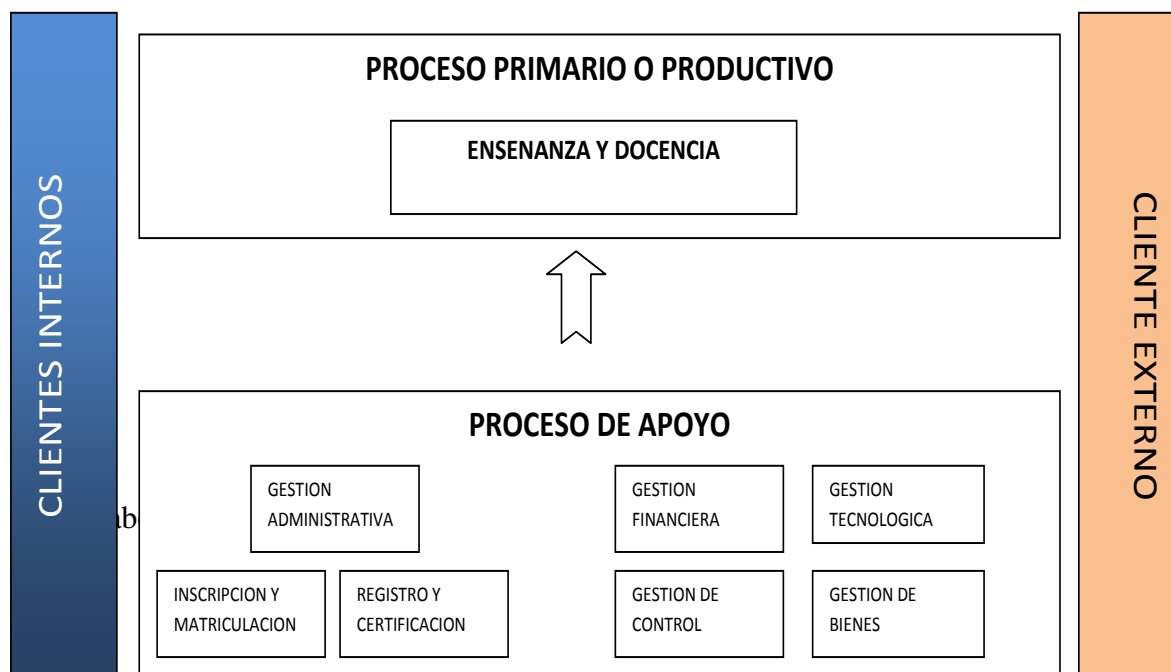 CLIENTES INTERNOS
PROCESO PRIMARIO O PRODUCTIVO
ENSENANZA Y DOCENCIA
PROCESO DE APOYO
GESTION
ADMINISTRATIVA
GESTION
FINANCIERA
GESTION
TECNOLOGICA
INSCRIPCION Y
MATRICULACION
REGISTRO Y
CERTIFICACION
GESTION DE
CONTROL
GESTION DE
BIENES
CLIENTE EXTERNO